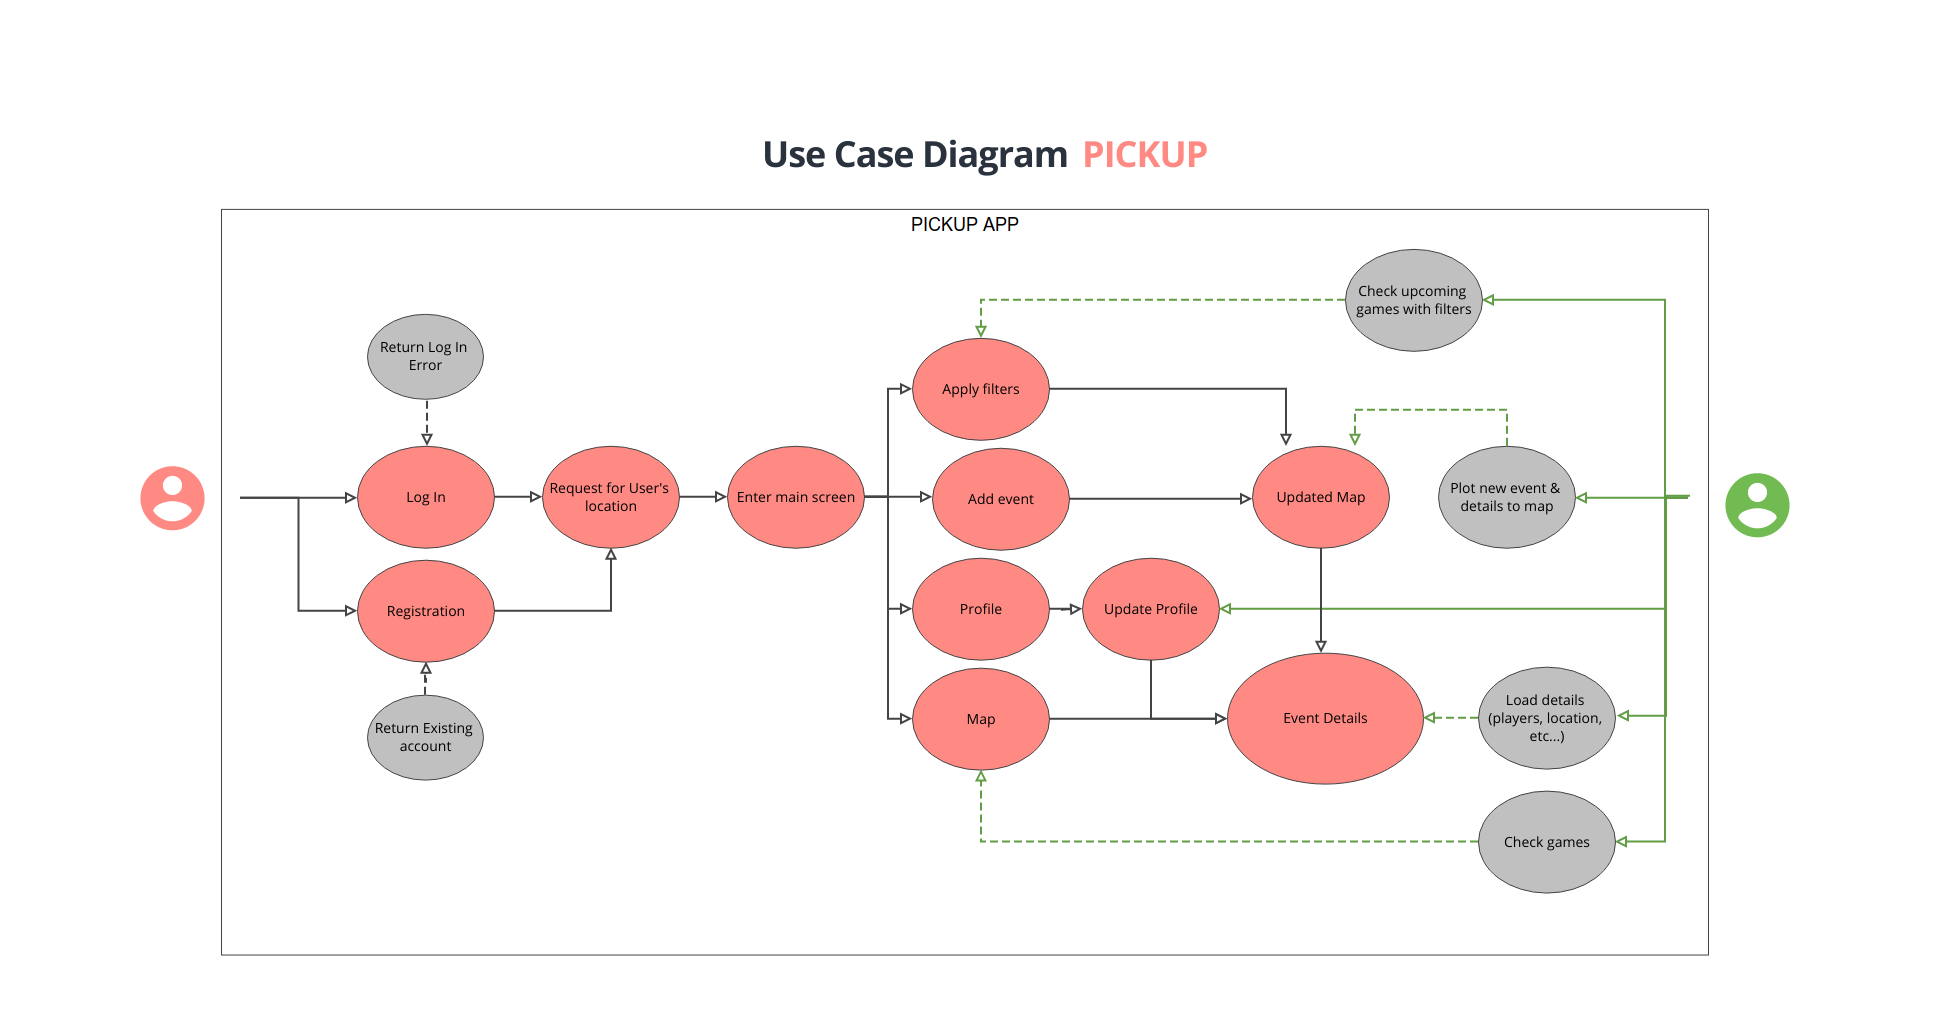 Use Case Diagram PICKUP
PICKUP APP
Check upcoming
games with filters
Return Log In
Error
Apply filters
Log In
Request for User's
location
Enter main screen
Add event
Updated Map
Plot new event &
details to map
Registration
Profile
Update Profile
Return Existing
account
Map
Event Details
Load details
(players, location,
etc...)
Check games